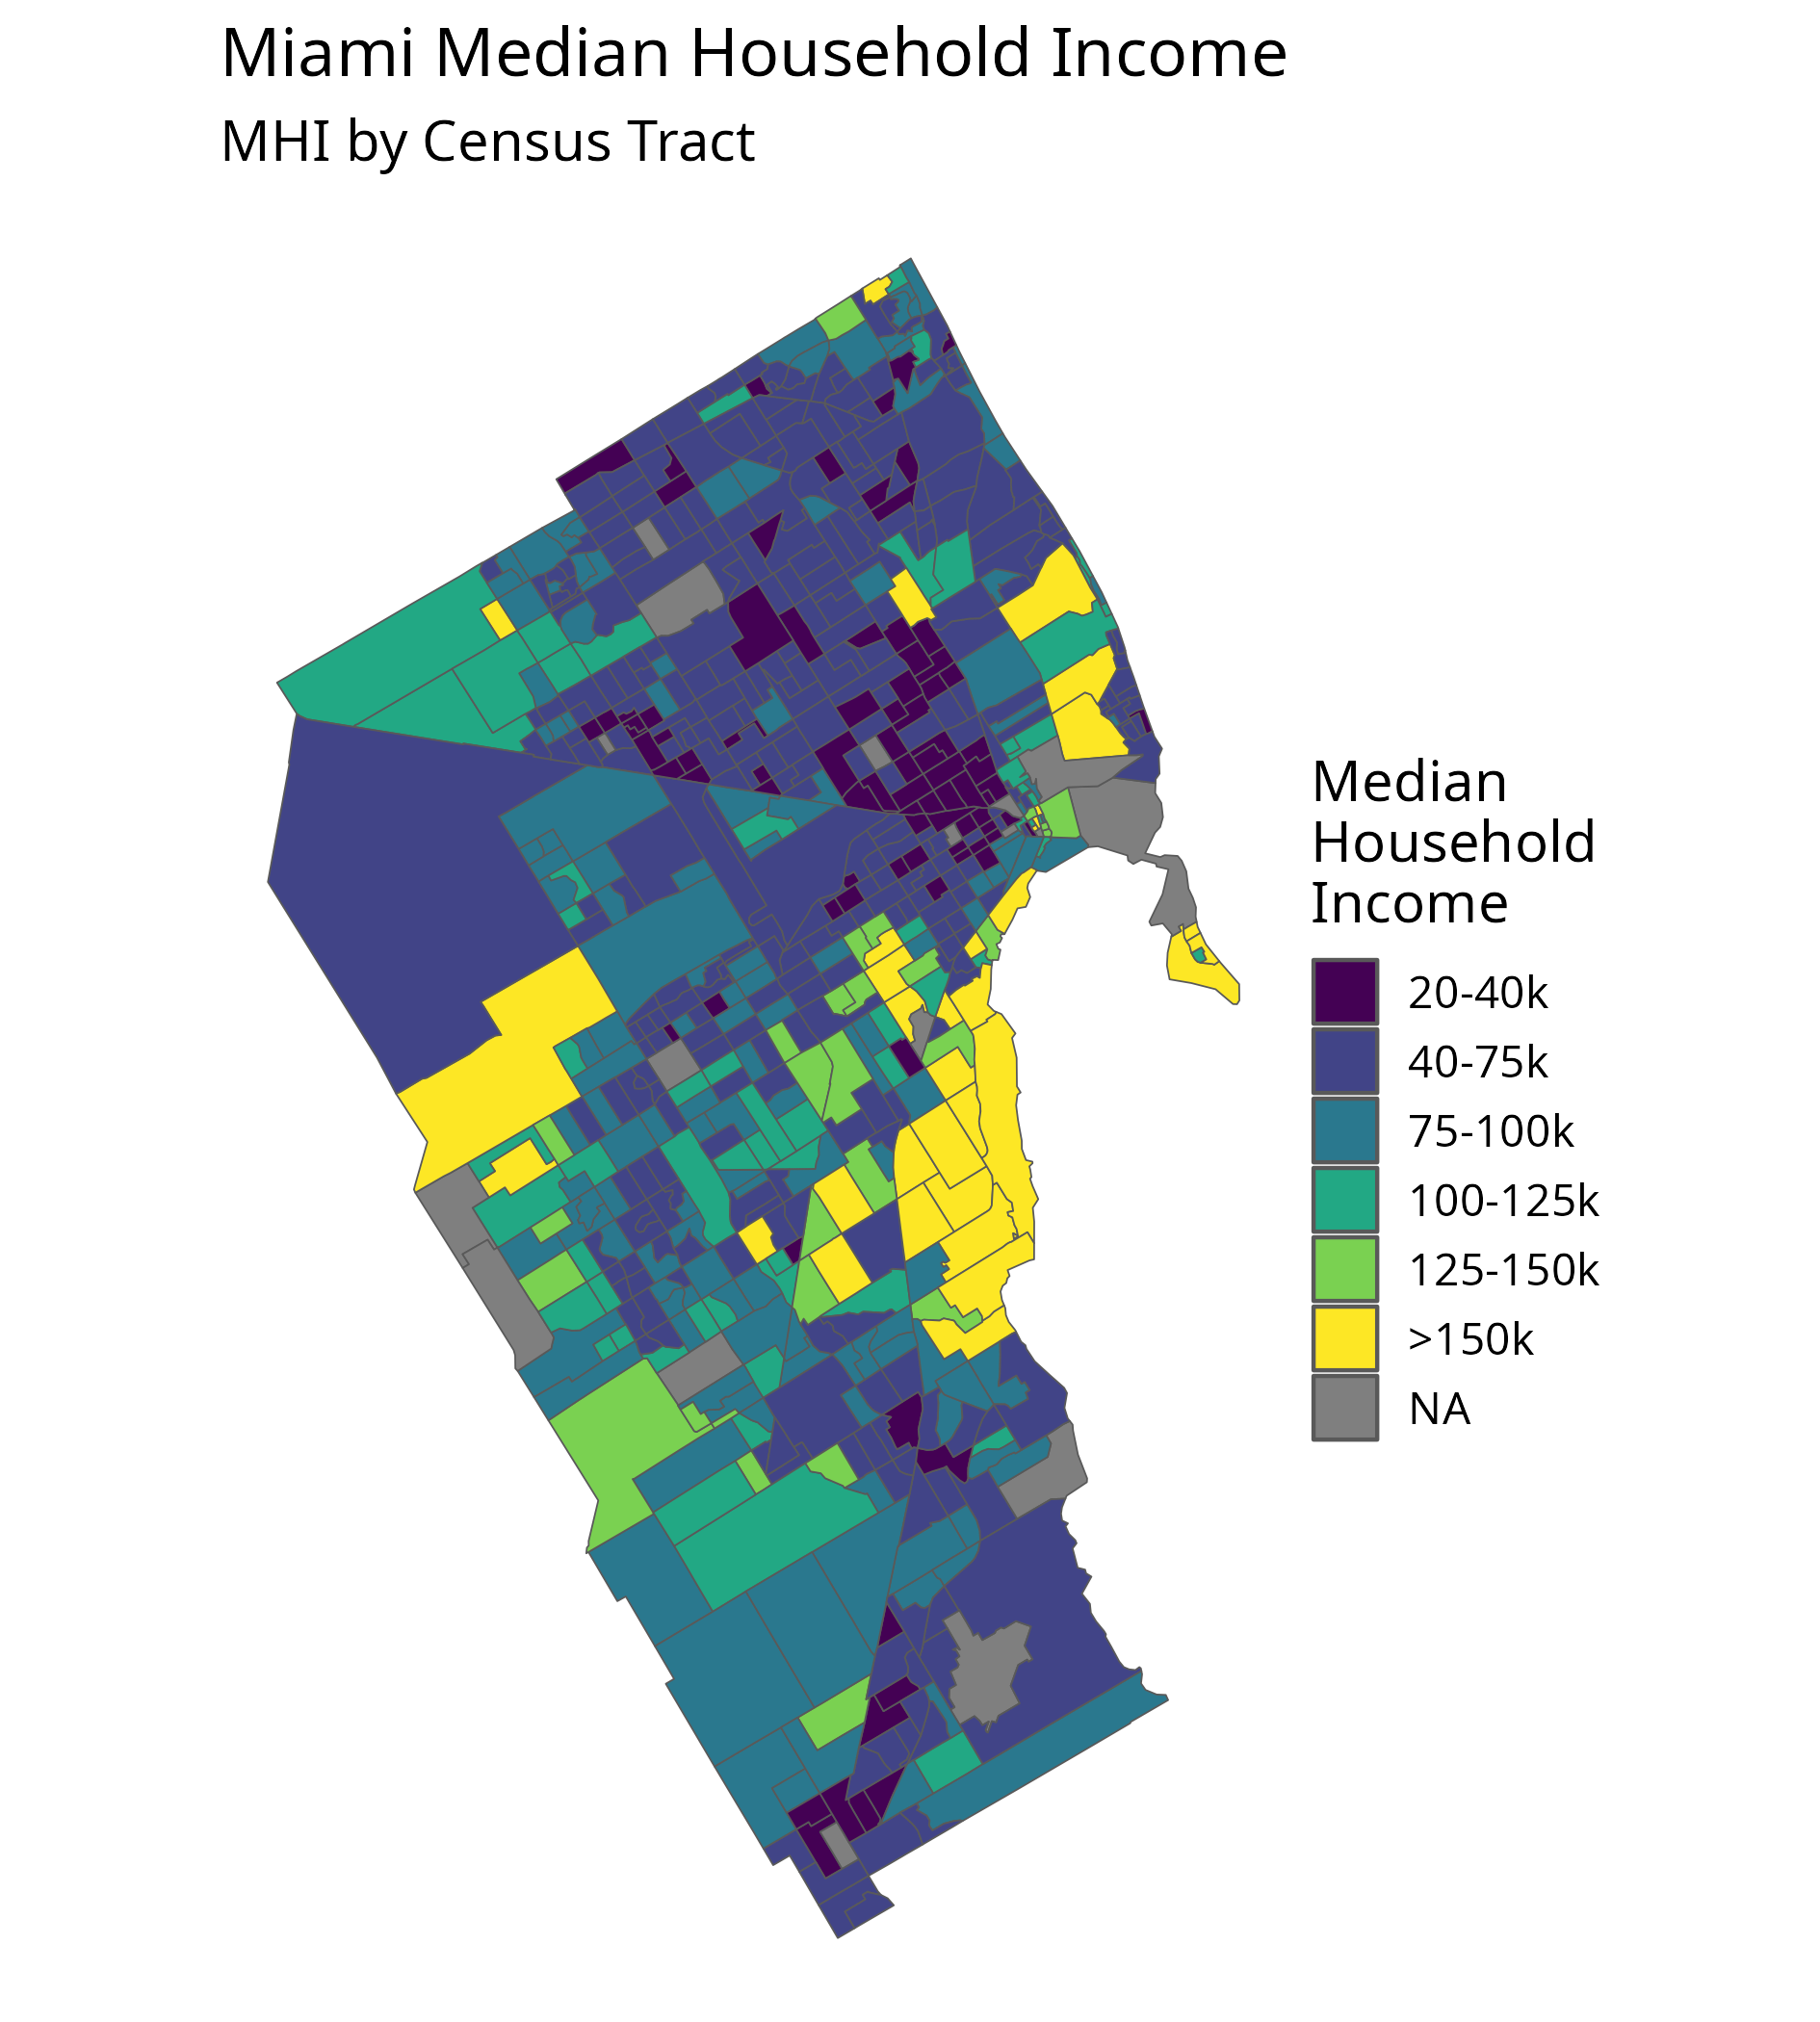 Miami Median Household Income
MHI by Census Tract
Median
Household
Income
20-40k
40-75k
75-100k
100-125k
125-150k
>150k
NA